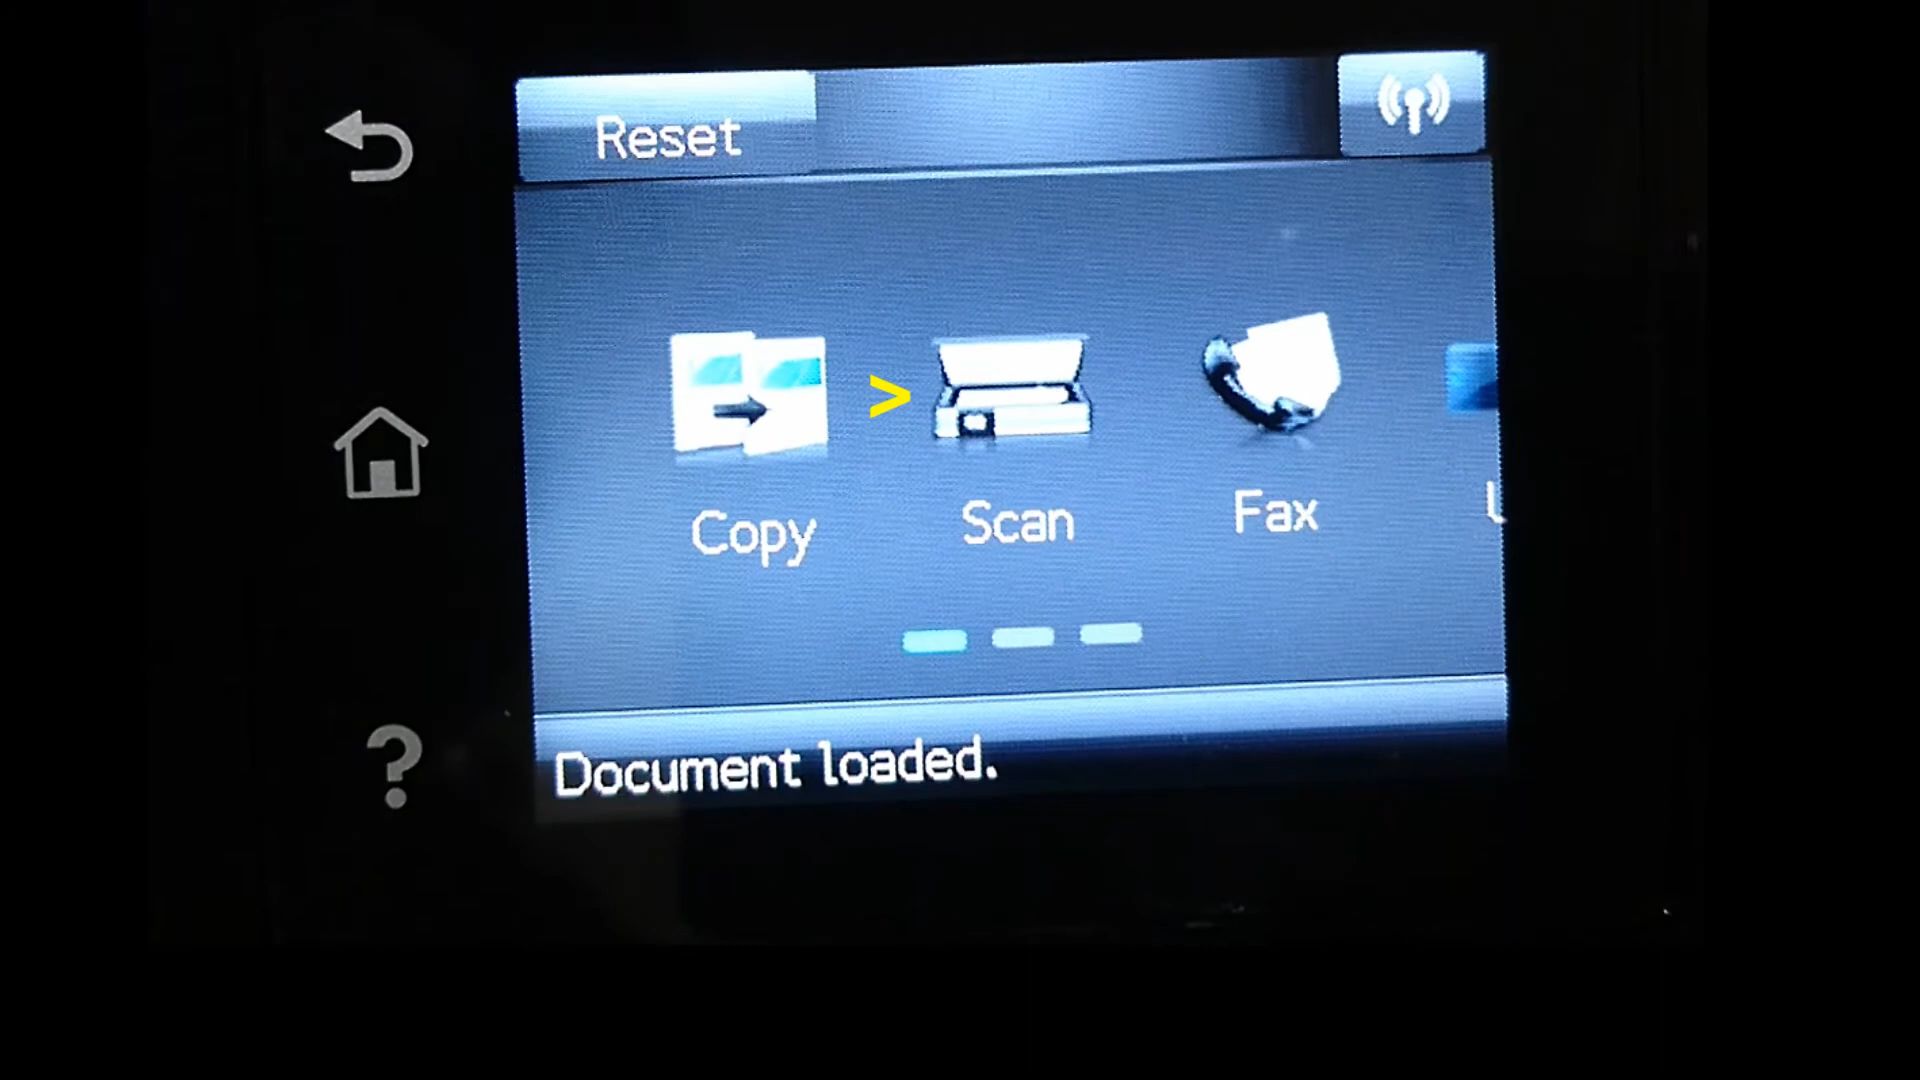 Reset
>
Copy
Scan
Fax
?
Document loaded.